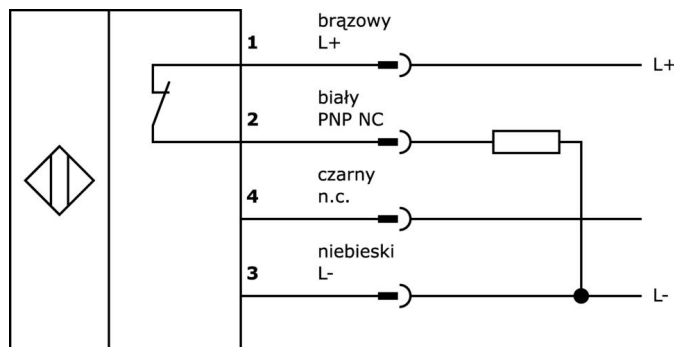 brązowy
1 L+
L+
biały
2 PNP NC
czarny
4 n.c.
niebieski
3 L-
L-